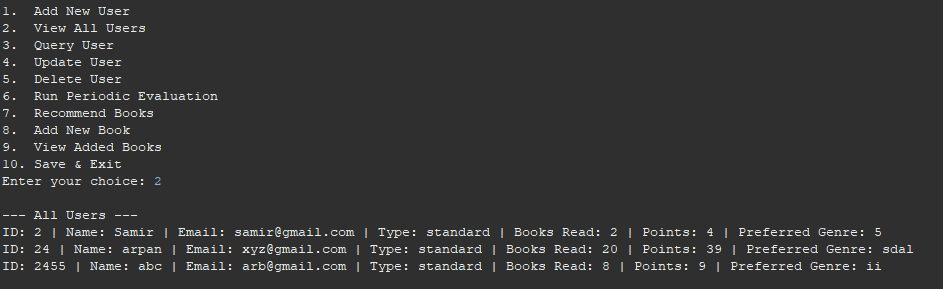 1.  Add New User
2.  View All Users
3.  Query User
4.  Update User
5.  Delete User
6.  Run Periodic Evaluation
7.  Recommend Books
8.  Add New Book
9.  View Added Books
10. Save & Exit
Enter your choice: 2
--- All Users ---
ID: 2 | Name: Samir | Email: samir@gmail.com | Type: standard | Books Read: 2 | Points: 4 | Preferred Genre: 5
ID: 24 | Name: arpan | Email: xyz@gmail.com | Type: standard | Books Read: 20 | Points: 39 | Preferred Genre: sdal
ID: 2455 | Name: abc | Email: arb@gmail.com | Type: standard | Books Read: 8 | Points: 9 | Preferred Genre: ii